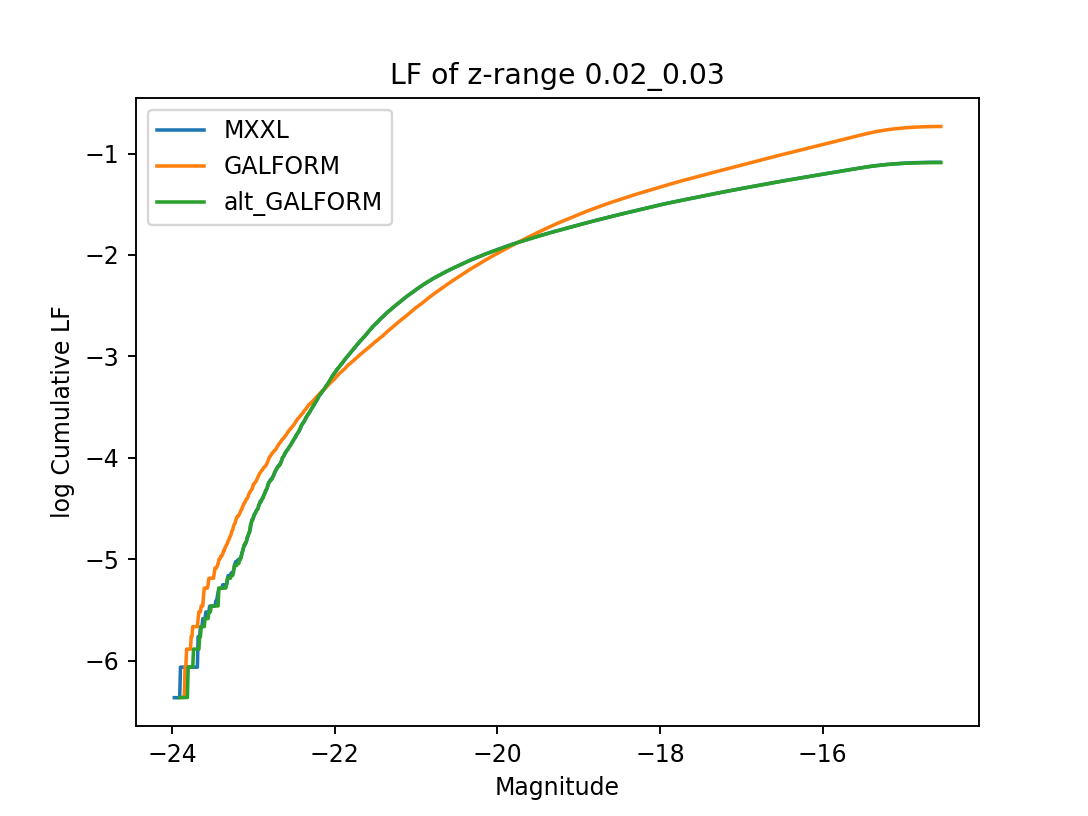 LF of z-range 0.02_0.03
MXXL
GALFORM
alt_GALFORM
−1
−2
−3
−4
−5
−6
log Cumulative LF
−24
−22
−20
−18
−16
Magnitude